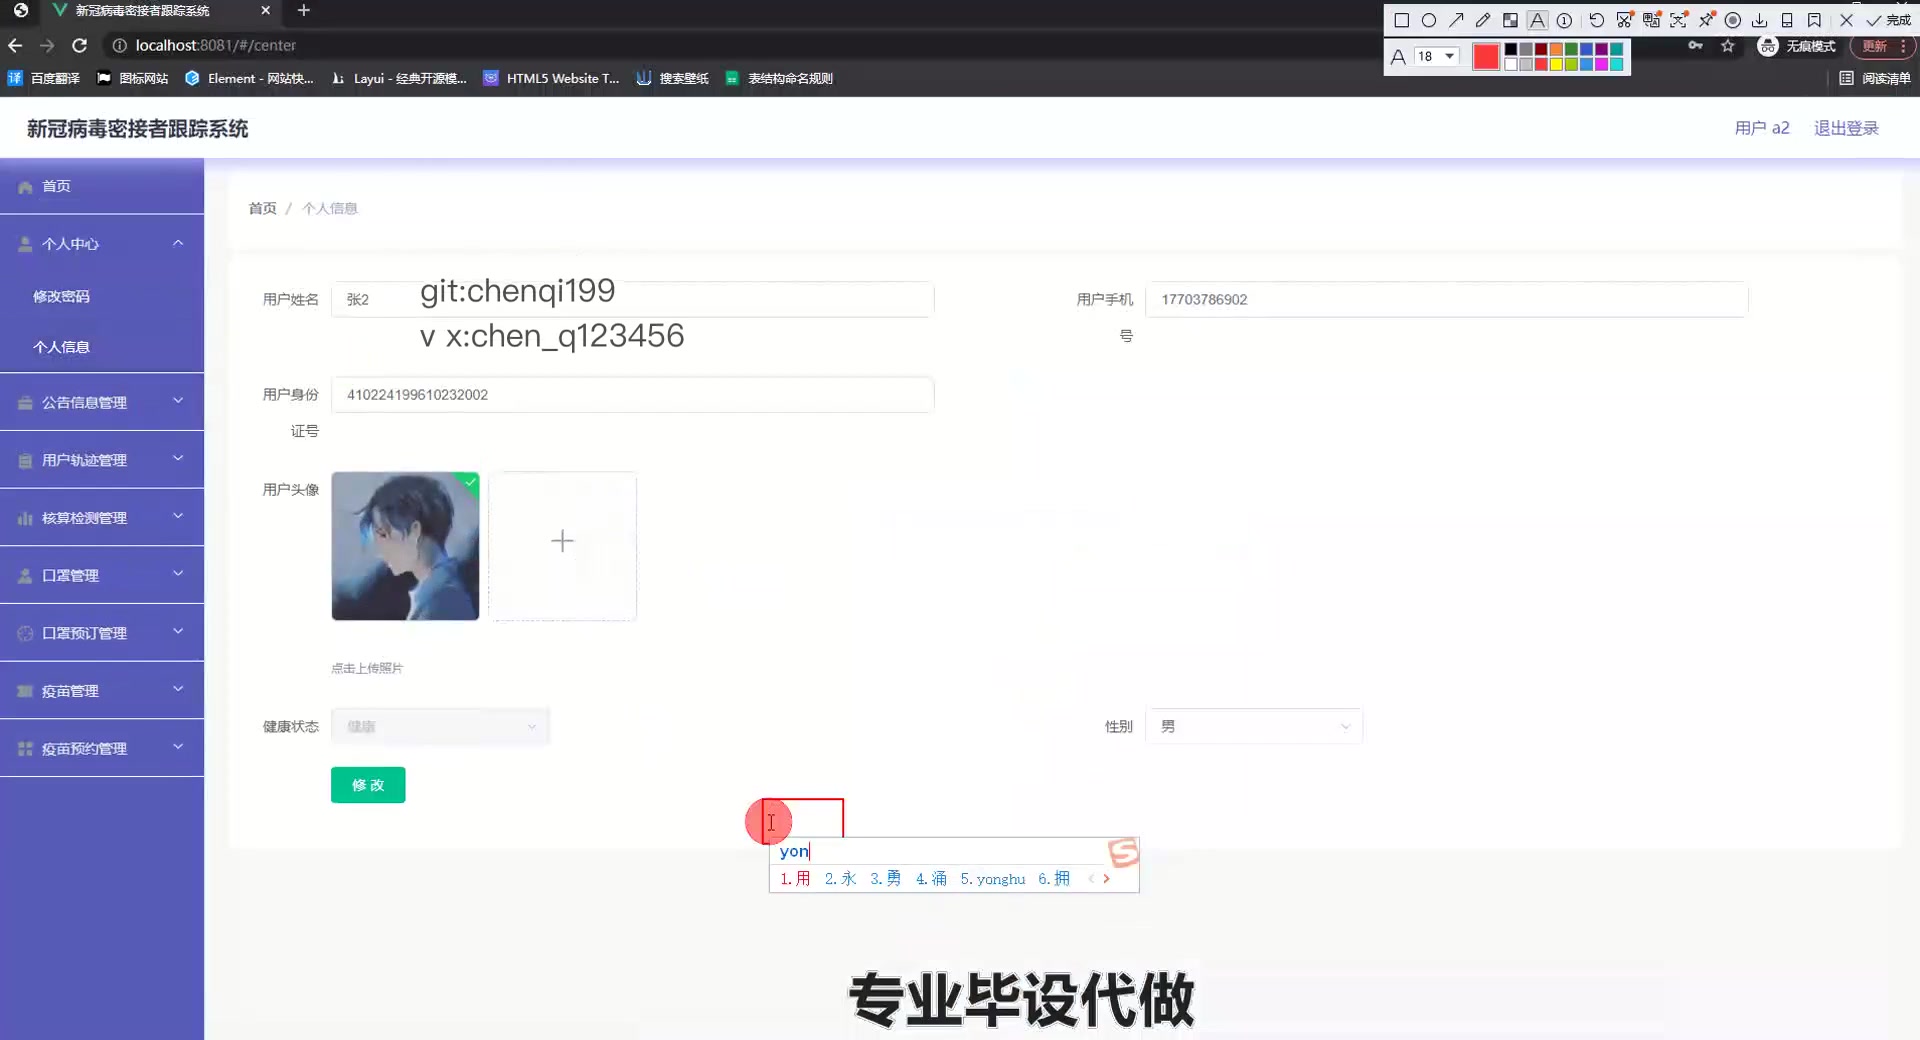 新冠病毒密接者跟踪系统
完成
localhost:8081/#/center
A 18
无痕模式
更新
百度翻译 图标网站 Element - 网站快... Layui - 经典开源模... HTML5 Website T... 搜索壁纸 表结构命名规则
阅读清单
新冠病毒密接者跟踪系统
用户 a2 退出登录
首页
首页 / 个人信息
个人中心
修改密码
个人信息
公告信息管理
用户轨迹管理
核算检测管理
口罩管理
口罩预订管理
疫苗管理
疫苗预约管理
用户姓名 张2
git:chenqi199
v x:chen_q123456
用户手机号 17703786902
用户身份证号 410224199610232002
用户头像
点击上传照片
健康状态 健康
性别 男
修 改
yon
1.用 2.永 3.勇 4.涌 5.yonghu 6.拥
专业毕设代做